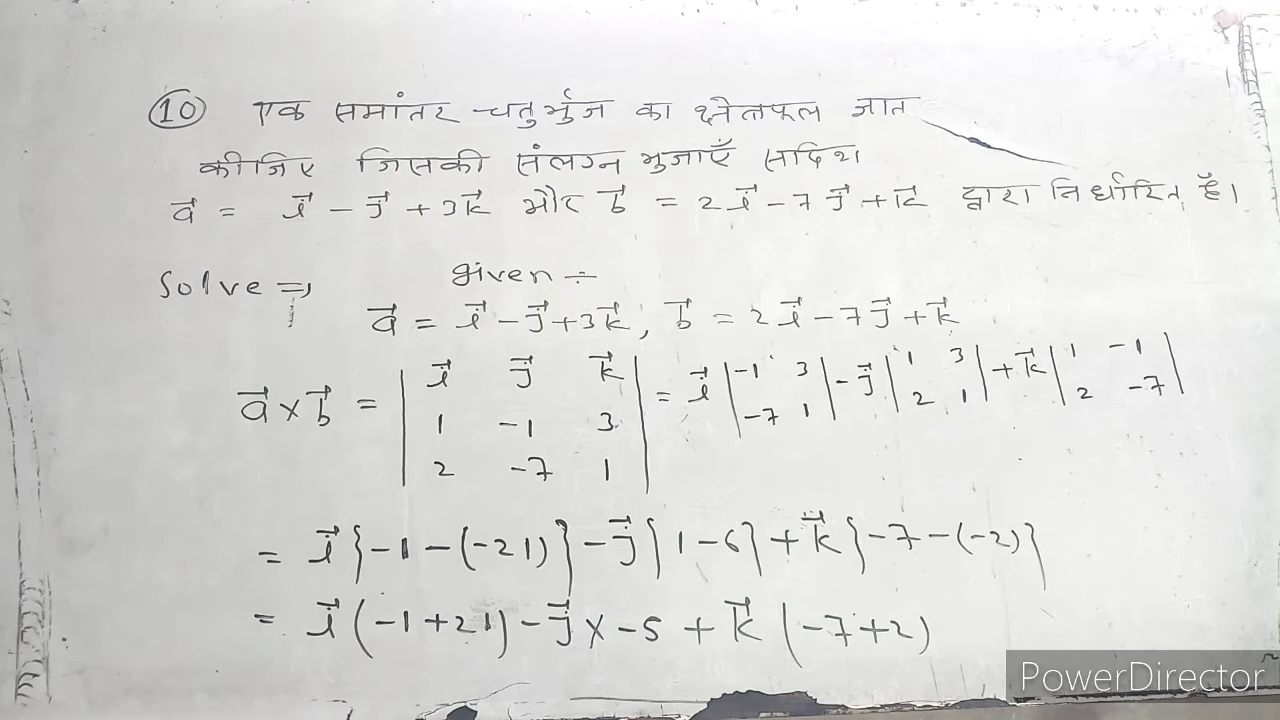 10 एक समांतर चतुर्भुज का क्षेत्रफल ज्ञात
कीजिए जिसकी संलग्न भुजाएँ सदिश
a⃗ = i⃗ - j⃗ + 3k⃗ और b⃗ = 2i⃗ - 7j⃗ + k⃗ द्वारा निर्धारित हैं।
Solve ⇒ given ÷
a⃗ = i⃗ - j⃗ + 3k⃗, b⃗ = 2i⃗ - 7j⃗ + k⃗
a⃗ × b⃗ = | i⃗ j⃗ k⃗ | = i⃗ | -1 3 | - j⃗ | 1 3 | + k⃗ | 1 -1 |
1 -1 3 -7 1 2 1 2 -7
2 -7 1
= i⃗ {-1 - (-21)} - j⃗ {1 - 6} + k⃗ {-7 - (-2)}
= i⃗ (-1 + 21) - j⃗ × -5 + k⃗ (-7 + 2)
PowerDirector